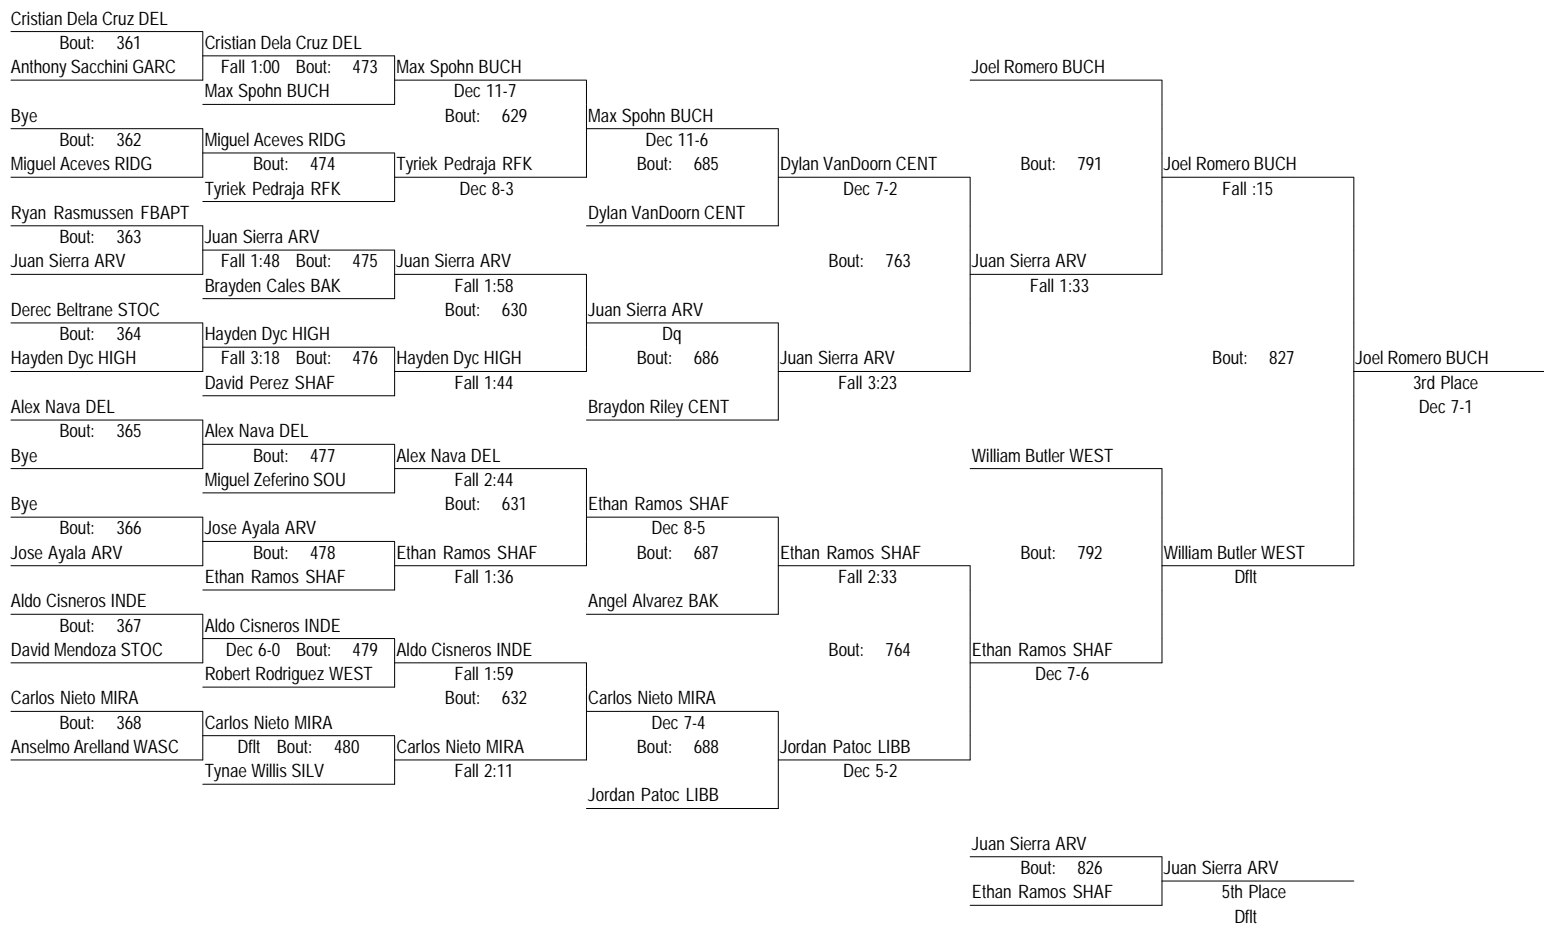 Cristian Dela Cruz DEL
Bout: 361
Anthony Sacchini GARC
Bye
Bout: 362
Miguel Aceves RIDG
Ryan Rasmussen FBAPT
Bout: 363
Juan Sierra ARV
Derec Beltrane STOC
Bout: 364
Hayden Dyc HIGH
Alex Nava DEL
Bout: 365
Bye
Bye
Bout: 366
Jose Ayala ARV
Aldo Cisneros INDE
Bout: 367
David Mendoza STOC
Carlos Nieto MIRA
Bout: 368
Anselmo Arelland WASC
Cristian Dela Cruz DEL
Fall 1:00 Bout: 473
Max Spohn BUCH
Miguel Aceves RIDG
Bout: 474
Tyriek Pedraja RFK
Juan Sierra ARV
Fall 1:48 Bout: 475
Brayden Cales BAK
Hayden Dyc HIGH
Fall 3:18 Bout: 476
David Perez SHAF
Alex Nava DEL
Bout: 477
Miguel Zeferino SOU
Jose Ayala ARV
Bout: 478
Ethan Ramos SHAF
Aldo Cisneros INDE
Dec 6-0 Bout: 479
Robert Rodriguez WEST
Carlos Nieto MIRA
Dflt Bout: 480
Tynae Willis SILV
Max Spohn BUCH
Dec 11-7
Bout: 629
Tyriek Pedraja RFK
Dec 8-3
Juan Sierra ARV
Fall 1:58
Bout: 630
Hayden Dyc HIGH
Fall 1:44
Alex Nava DEL
Fall 2:44
Bout: 631
Ethan Ramos SHAF
Fall 1:36
Aldo Cisneros INDE
Fall 1:59
Bout: 632
Carlos Nieto MIRA
Fall 2:11
Max Spohn BUCH
Dec 11-6
Bout: 685
Dylan VanDoorn CENT
Juan Sierra ARV
Dq
Bout: 686
Braydon Riley CENT
Ethan Ramos SHAF
Dec 8-5
Bout: 687
Angel Alvarez BAK
Carlos Nieto MIRA
Dec 7-4
Bout: 688
Jordan Patoc LIBB
Dylan VanDoorn CENT
Dec 7-2
Bout: 763
Juan Sierra ARV
Fall 3:23
Ethan Ramos SHAF
Fall 2:33
Bout: 764
Jordan Patoc LIBB
Dec 5-2
Joel Romero BUCH
Bout: 791
Juan Sierra ARV
Fall 1:33
William Butler WEST
Bout: 792
Ethan Ramos SHAF
Dec 7-6
Joel Romero BUCH
Fall :15
Bout: 827
William Butler WEST
Dflt
Joel Romero BUCH
3rd Place
Dec 7-1
Juan Sierra ARV
Bout: 826
Ethan Ramos SHAF
Juan Sierra ARV
5th Place
Dflt